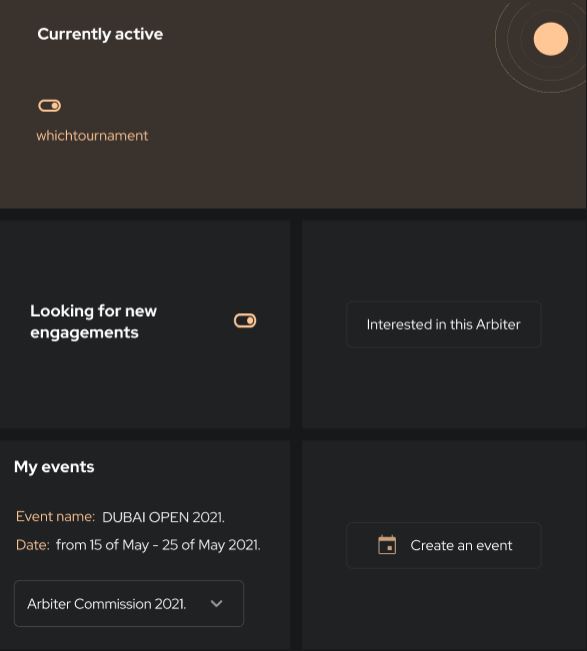 Currently active
whichtournament
Looking for new
engagements
Interested in this Arbiter
My events
Event name: DUBAI OPEN 2021.
Date: from 15 of May - 25 of May 2021.
Arbiter Commission 2021.
Create an event